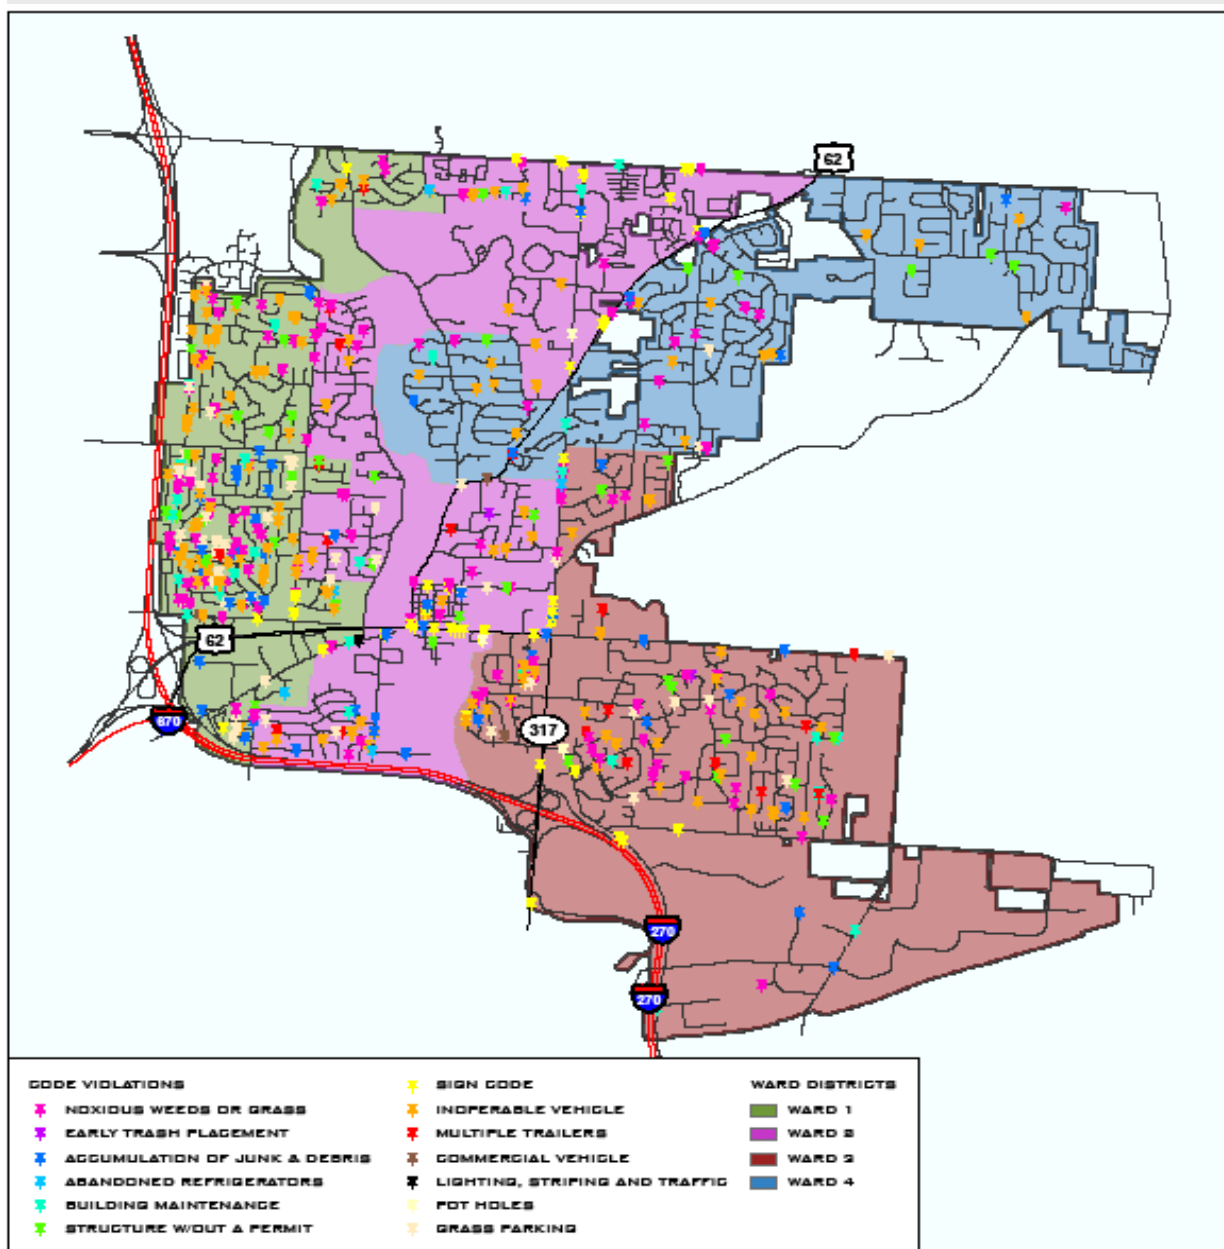 62
62
670
317
270
270
CODE VIOLATIONS
NOXIOUS WEEDS OR GRASS
EARLY TRASH PLACEMENT
ACCUMULATION OF JUNK & DEBRIS
ABANDONED REFRIGERATORS
BUILDING MAINTENANCE
STRUCTURE W/OUT A PERMIT
SIGN CODE
INOPERABLE VEHICLE
MULTIPLE TRAILERS
COMMERCIAL VEHICLE
LIGHTING, STRIPING AND TRAFFIC
POT HOLES
GRASS PARKING
WARD DISTRICTS
WARD 1
WARD 2
WARD 3
WARD 4